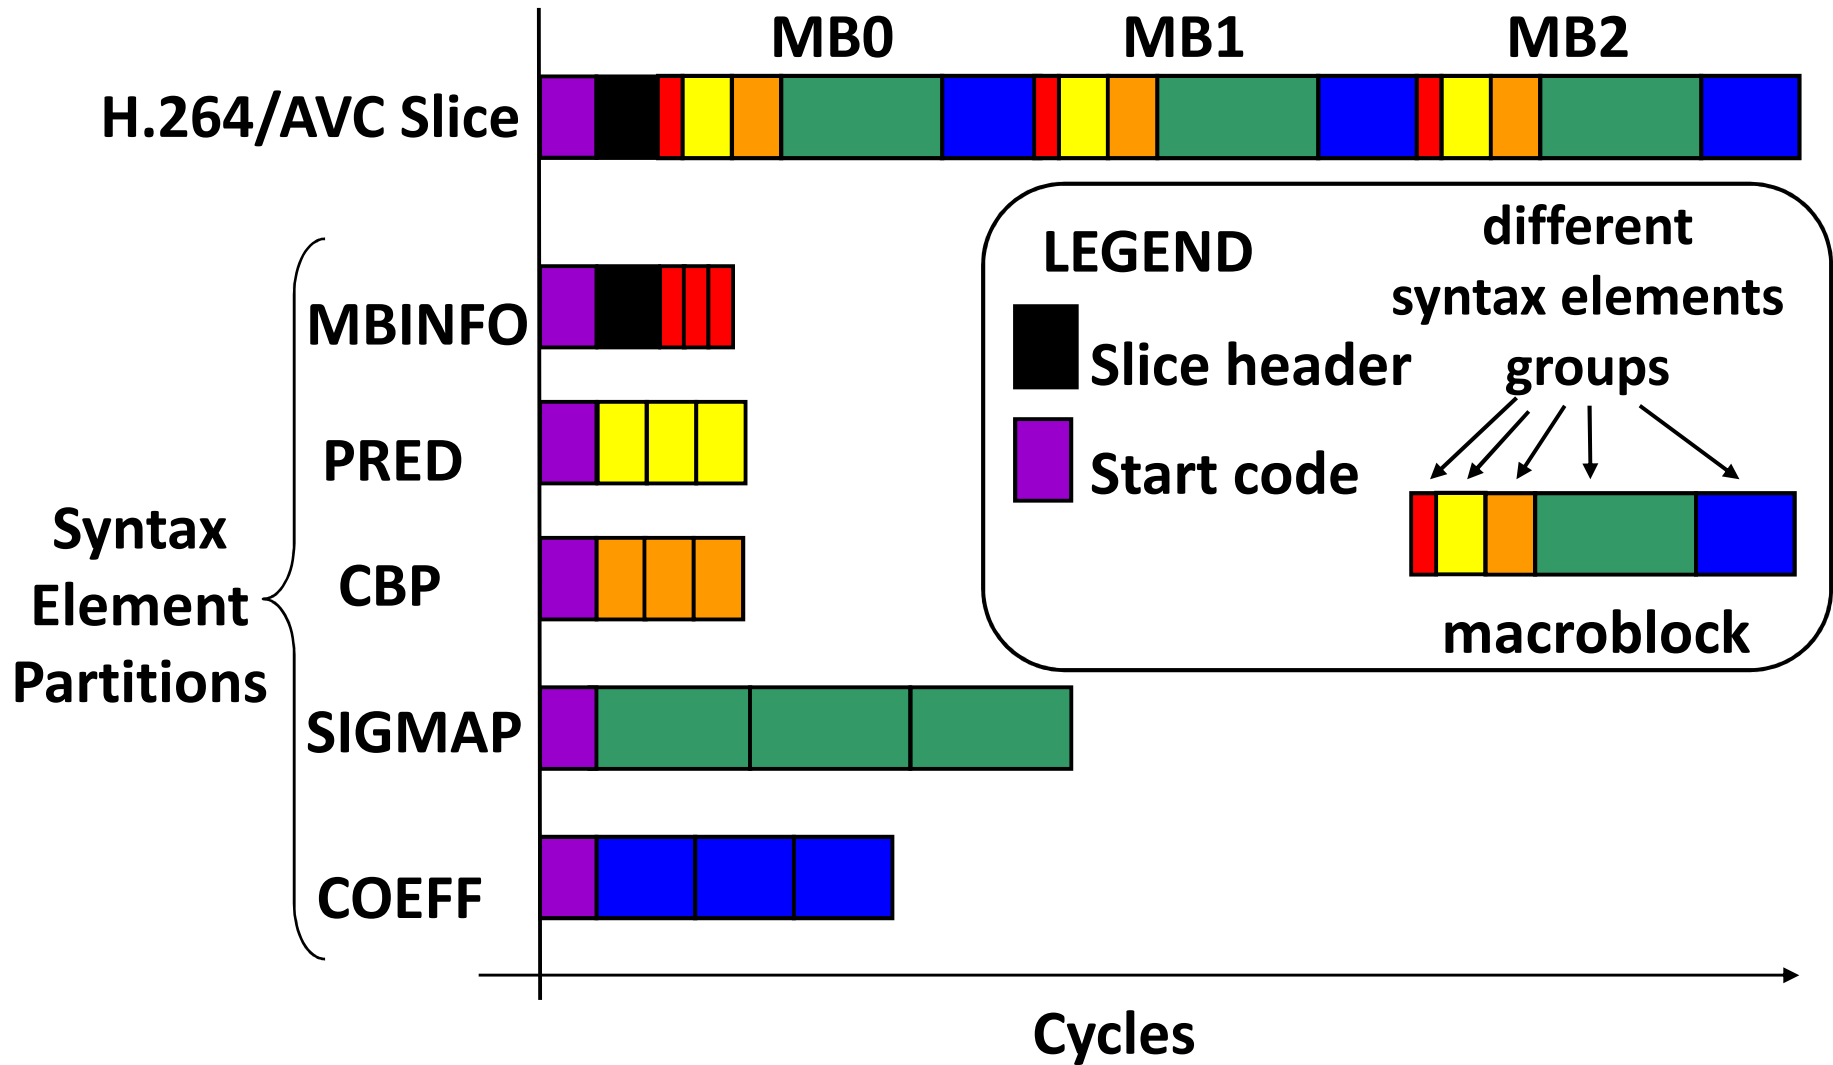 MB0 MB1 MB2
H.264/AVC Slice
LEGEND
Slice header
Start code
different
syntax elements
groups
macroblock
Syntax
Element
Partitions
MBINFO
PRED
CBP
SIGMAP
COEFF
Cycles